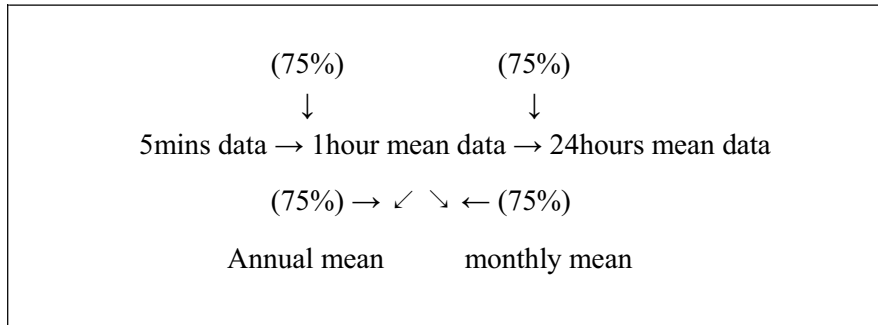 (75%) (75%)
↓ ↓
5mins data → 1hour mean data → 24hours mean data
(75%) → ↙ ↘ ← (75%)
Annual mean monthly mean